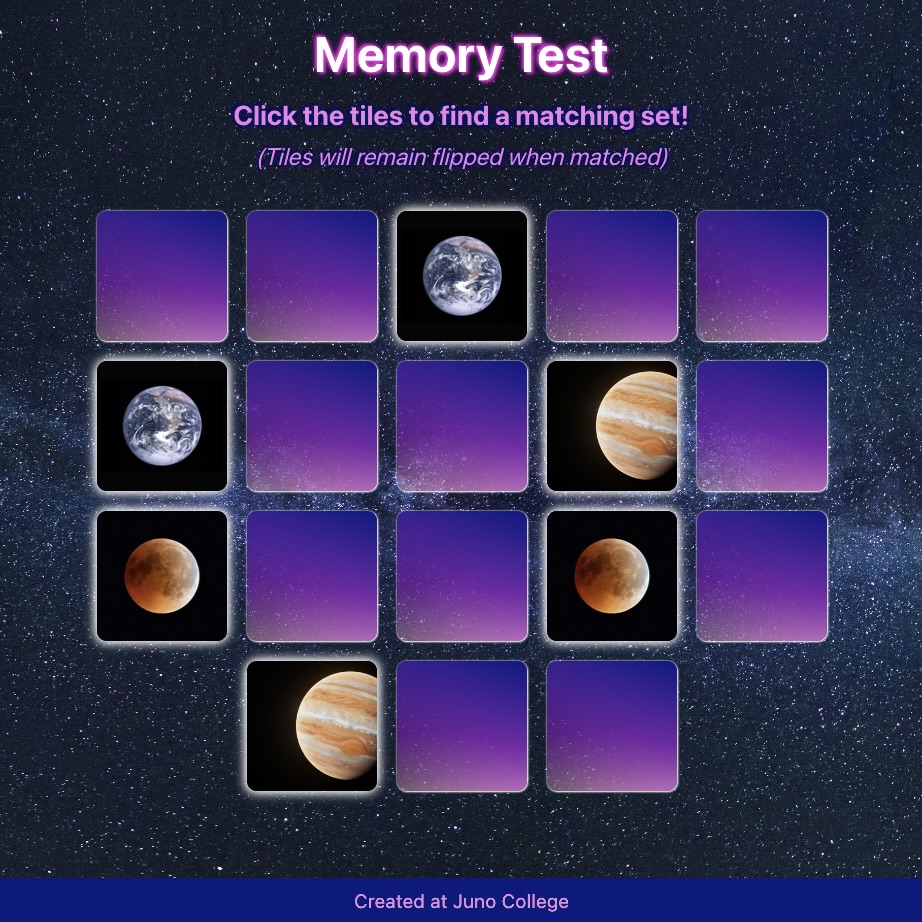 Memory Test
Click the tiles to find a matching set!
(Tiles will remain flipped when matched)
Created at Juno College